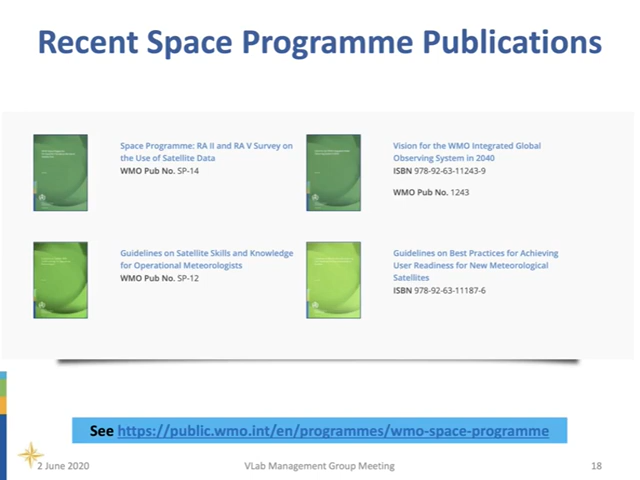 Recent Space Programme Publications
Space Programme: RA II and RA V Survey on
the Use of Satellite Data
WMO Pub No. SP-14
Vision for the WMO Integrated Global
Observing System in 2040
ISBN 978-92-63-11243-9
WMO Pub No. 1243
Guidelines on Satellite Skills and Knowledge
for Operational Meteorologists
WMO Pub No. SP-12
Guidelines on Best Practices for Achieving
User Readiness for New Meteorological
Satellites
ISBN 978-92-63-11187-6
See https://public.wmo.int/en/programmes/wmo-space-programme
2 June 2020
VLab Management Group Meeting
18